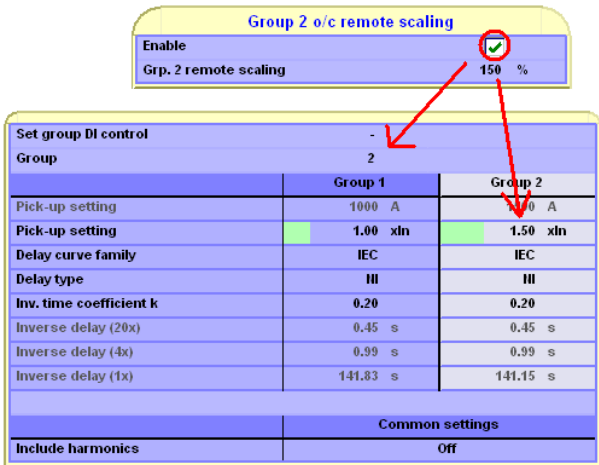 Group 2 o/c remote scaling
Enable
Grp. 2 remote scaling 150 %
Set group DI control -
Group 2
Group 1 Group 2
Pick-up setting 1000 A A
Pick-up setting 1.00 xIn 1.50 xIn
Delay curve family IEC IEC
Delay type NI NI
Inv. time coefficient k 0.20 0.20
Inverse delay (20x) 0.45 s 0.45 s
Inverse delay (4x) 0.99 s 0.99 s
Inverse delay (1x) 141.83 s 141.15 s
Common settings
Include harmonics Off